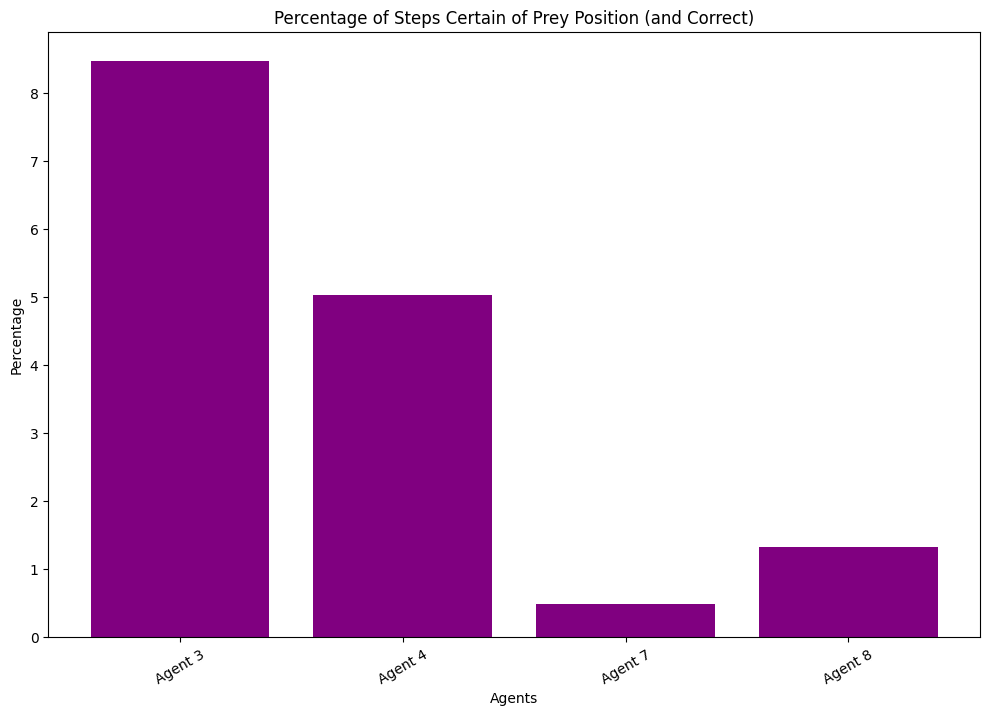 Percentage of Steps Certain of Prey Position (and Correct)
Percentage
8
7
6
5
4
3
2
1
0
Agent 3
Agent 4
Agent 7
Agent 8
Agents